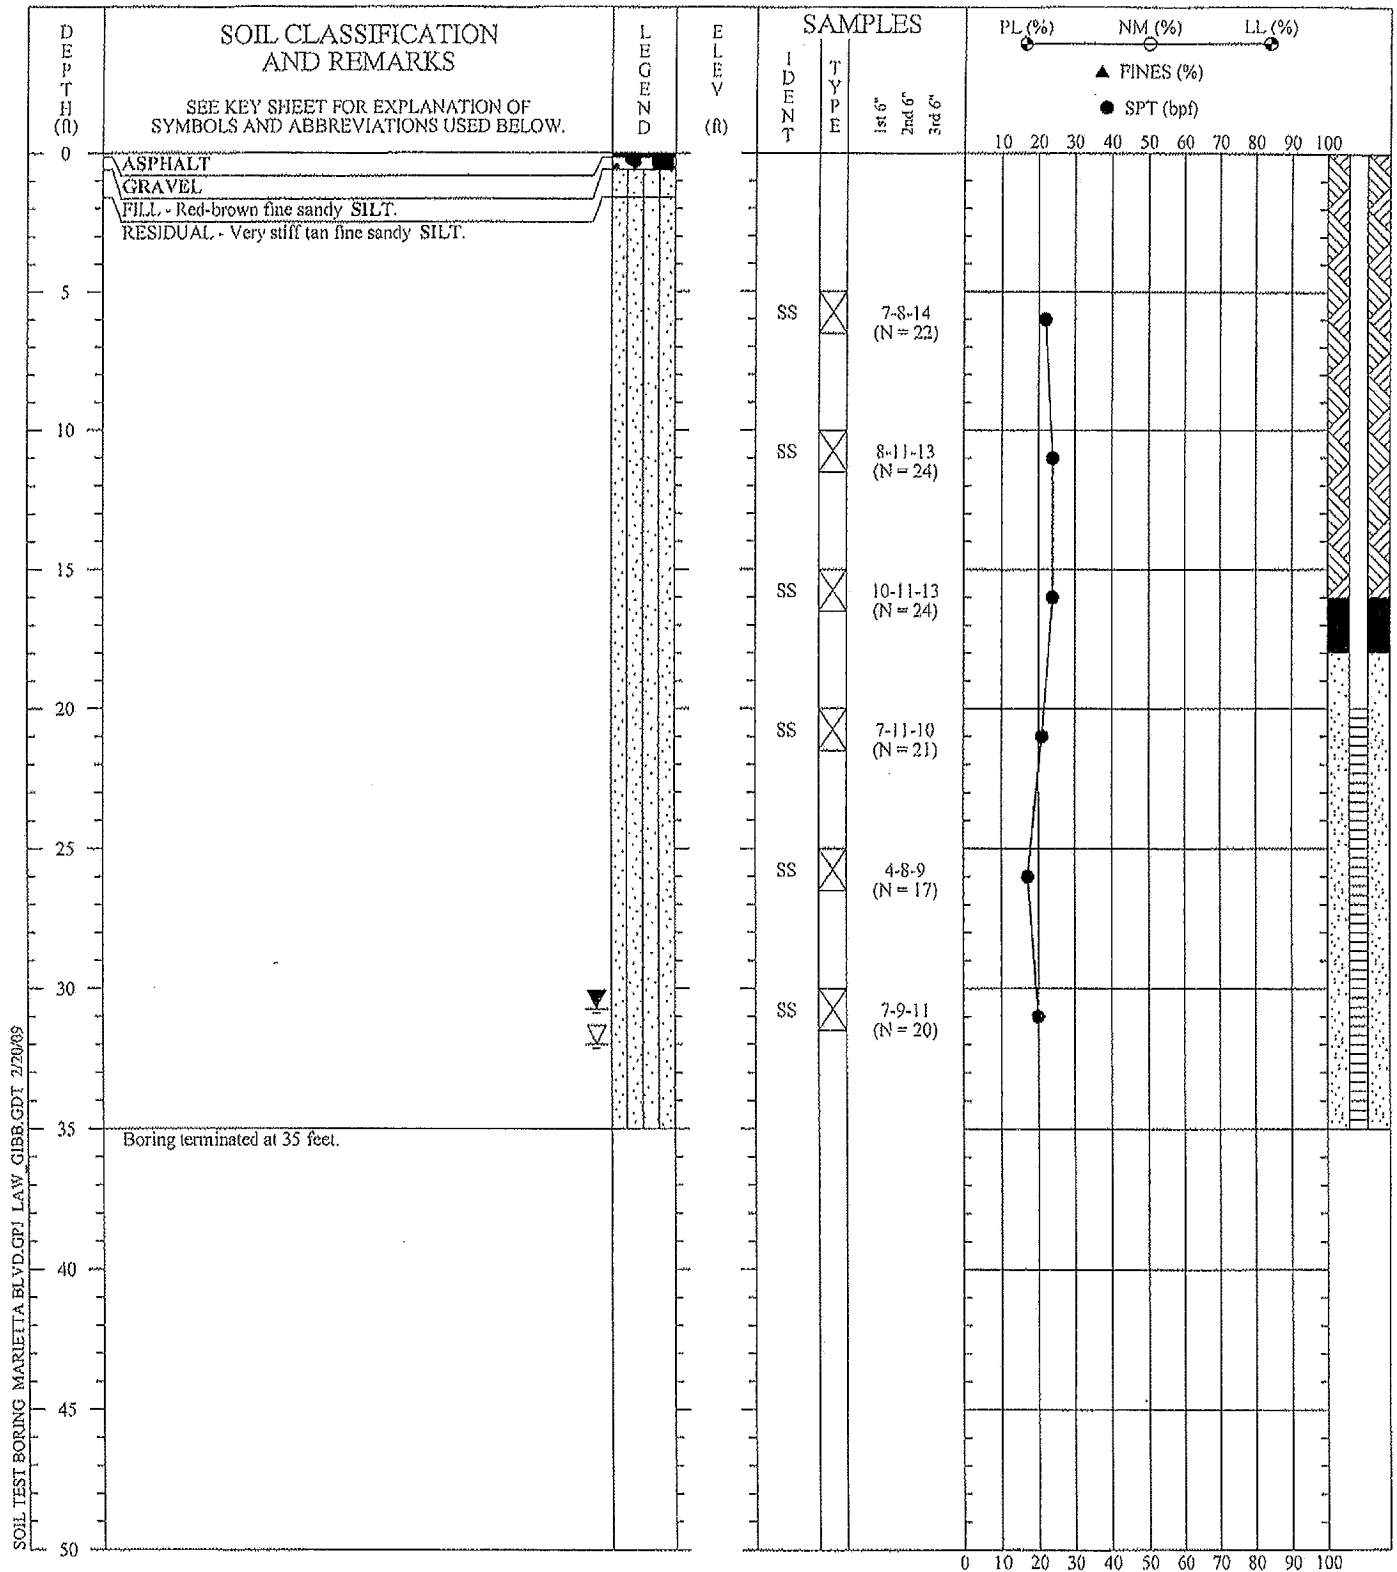 DEPTH (ft)
SOIL CLASSIFICATION
AND REMARKS
SEE KEY SHEET FOR EXPLANATION OF
SYMBOLS AND ABBREVIATIONS USED BELOW.
LEGEND
ELEV (ft)
SAMPLES
IDENT
TYPE
1st 6"
2nd 6"
3rd 6"
PL (%) NM (%) LL (%)
▲ FINES (%)
● SPT (bpf)
10 20 30 40 50 60 70 80 90 100
0
ASPHALT
GRAVEL
FILL - Red-brown fine sandy SILT.
RESIDUAL - Very stiff tan fine sandy SILT.
5
SS 7-8-14
(N = 22)
10
SS 8-11-13
(N = 24)
15
SS 10-11-13
(N = 24)
20
SS 7-11-10
(N = 21)
25
SS 4-8-9
(N = 17)
30
SS 7-9-11
(N = 20)
35
Boring terminated at 35 feet.
40
45
50
0 10 20 30 40 50 60 70 80 90 100
SOIL TEST BORING MARIETTA BLVD.GPJ LAW_GIBB.GDT 2/20/09